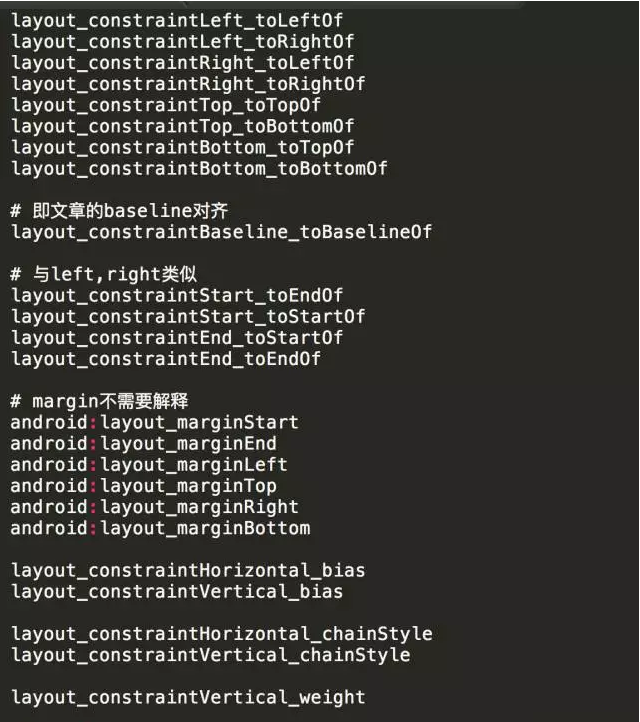 layout_constraintLeft_toLeftOf
layout_constraintLeft_toRightOf
layout_constraintRight_toLeftOf
layout_constraintRight_toRightOf
layout_constraintTop_toTopOf
layout_constraintTop_toBottomOf
layout_constraintBottom_toTopOf
layout_constraintBottom_toBottomOf
# 即文章的baseline对齐
layout_constraintBaseline_toBaselineOf
# 与left,right类似
layout_constraintStart_toEndOf
layout_constraintStart_toStartOf
layout_constraintEnd_toStartOf
layout_constraintEnd_toEndOf
# margin不需要解释
android:layout_marginStart
android:layout_marginEnd
android:layout_marginLeft
android:layout_marginTop
android:layout_marginRight
android:layout_marginBottom
layout_constraintHorizontal_bias
layout_constraintVertical_bias
layout_constraintHorizontal_chainStyle
layout_constraintVertical_chainStyle
layout_constraintVertical_weight